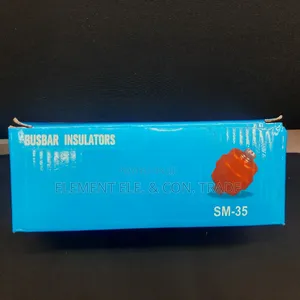 BUSBAR INSULATORS
ELEMENT ELE. & CON. TRADE
SM-35